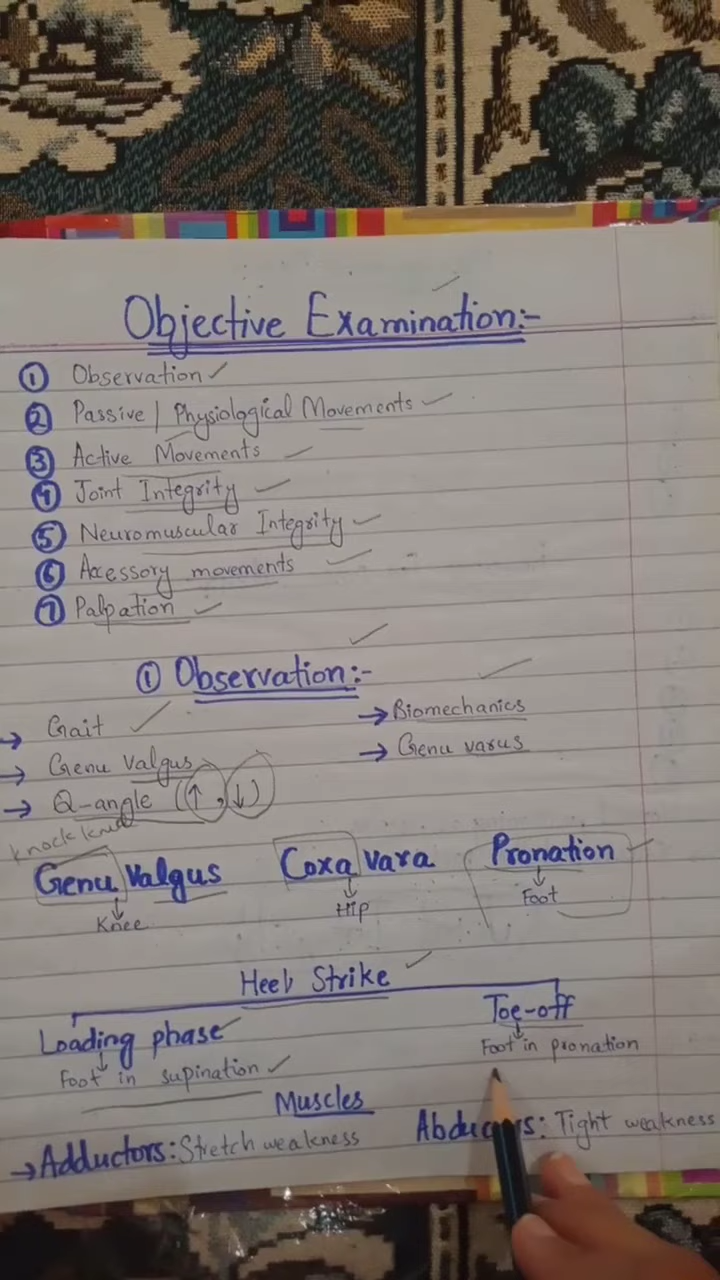 Objective Examination:-
① Observation ✓
② Passive / Physiological Movements ✓
③ Active Movements
④ Joint Integrity ✓
⑤ Neuromuscular Integrity ✓
⑥ Accessory movements ✓
⑦ Palpation ✓
① Observation:-
→ Gait ✓
→ Biomechanics
→ Genu Valgus
→ Genu varus
→ Q-angle (↑, ↓)
Genu Valgus
↓
Knee
Coxa vara
↓
Hip
Pronation
↓
Foot
Heel Strike ✓
Loading phase ✓
↓
Foot in supination ✓
Toe-off
↓
Foot in pronation
Muscles
→ Adductors: Stretch weakness
Abductors: Tight weakness